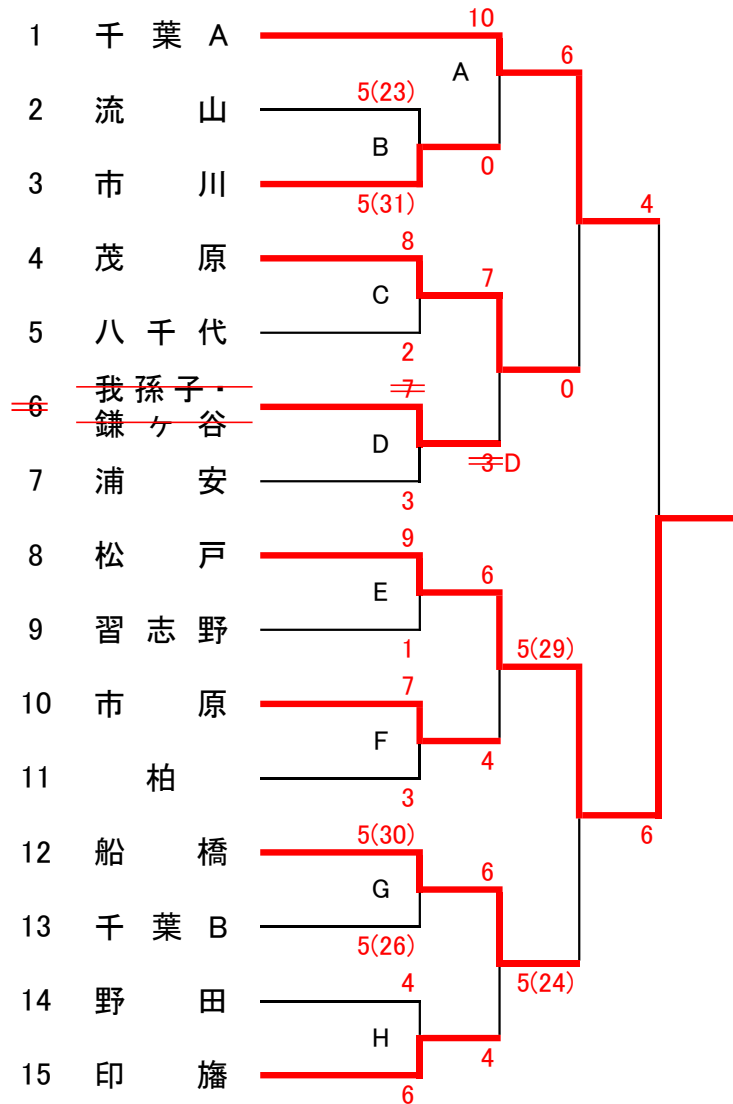 10
1 千葉A
6
A
5(23)
2 流山
B
0
3 市川
5(31)
4
8
4 茂原
7
C
5 八千代
2
0
7
6 我孫子・
鎌ヶ谷
D
3D
7 浦安
3
9
8 松戸
6
E
9 習志野
1
5(29)
7
10 市原
F
4
11 柏
3
6
5(30)
12 船橋
6
G
13 千葉B
5(26)
5(24)
4
14 野田
H
4
15 印旛
6